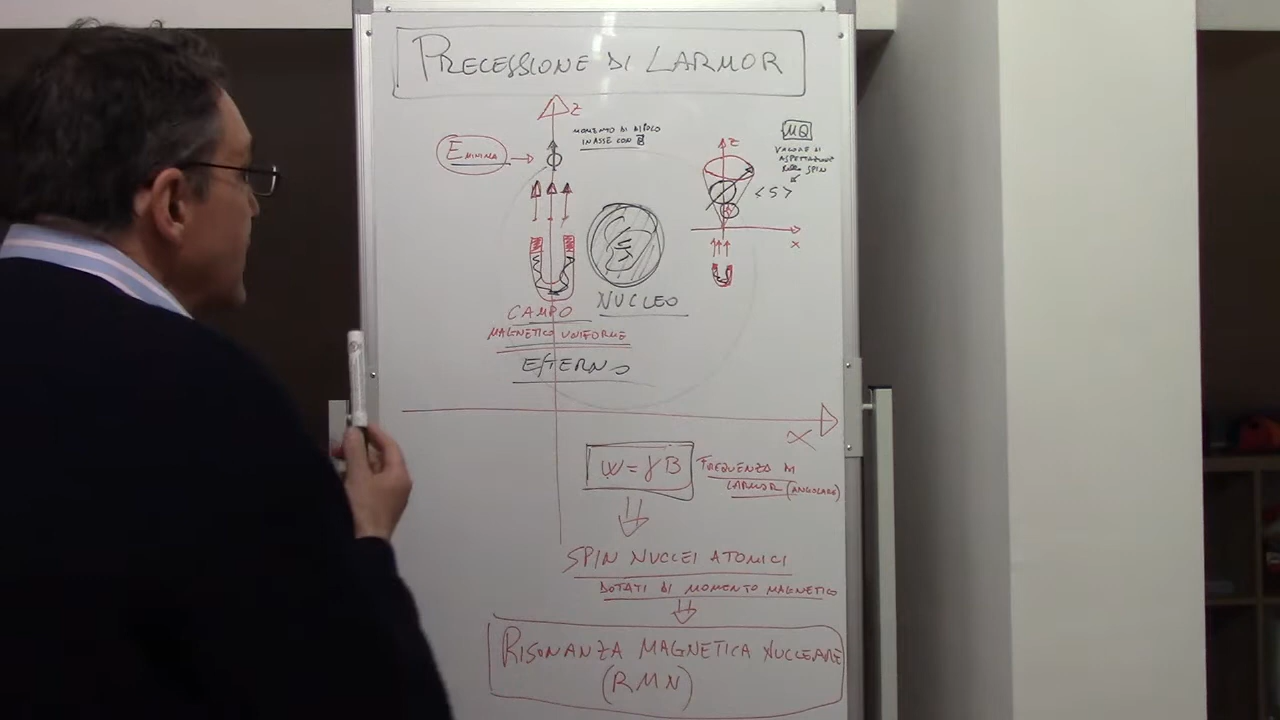 PRECESSIONE DI LARMOR
Z
E MINIMA
MOMENTO DI DIPOLO
IN ASSE CON B
MQ
VALORE DI
ASPETTAZIONE
DELLO SPIN
Z
<S>
X
NUCLEO
CAMPO
MAGNETICO UNIFORME
ESTERNO
X
ω = γ B
FREQUENZA DI
LARMOR (ANGOLARE)
SPIN NUCLEI ATOMICI
DOTATI DI MOMENTO MAGNETICO
RISONANZA MAGNETICA NUCLEARE
(RMN)